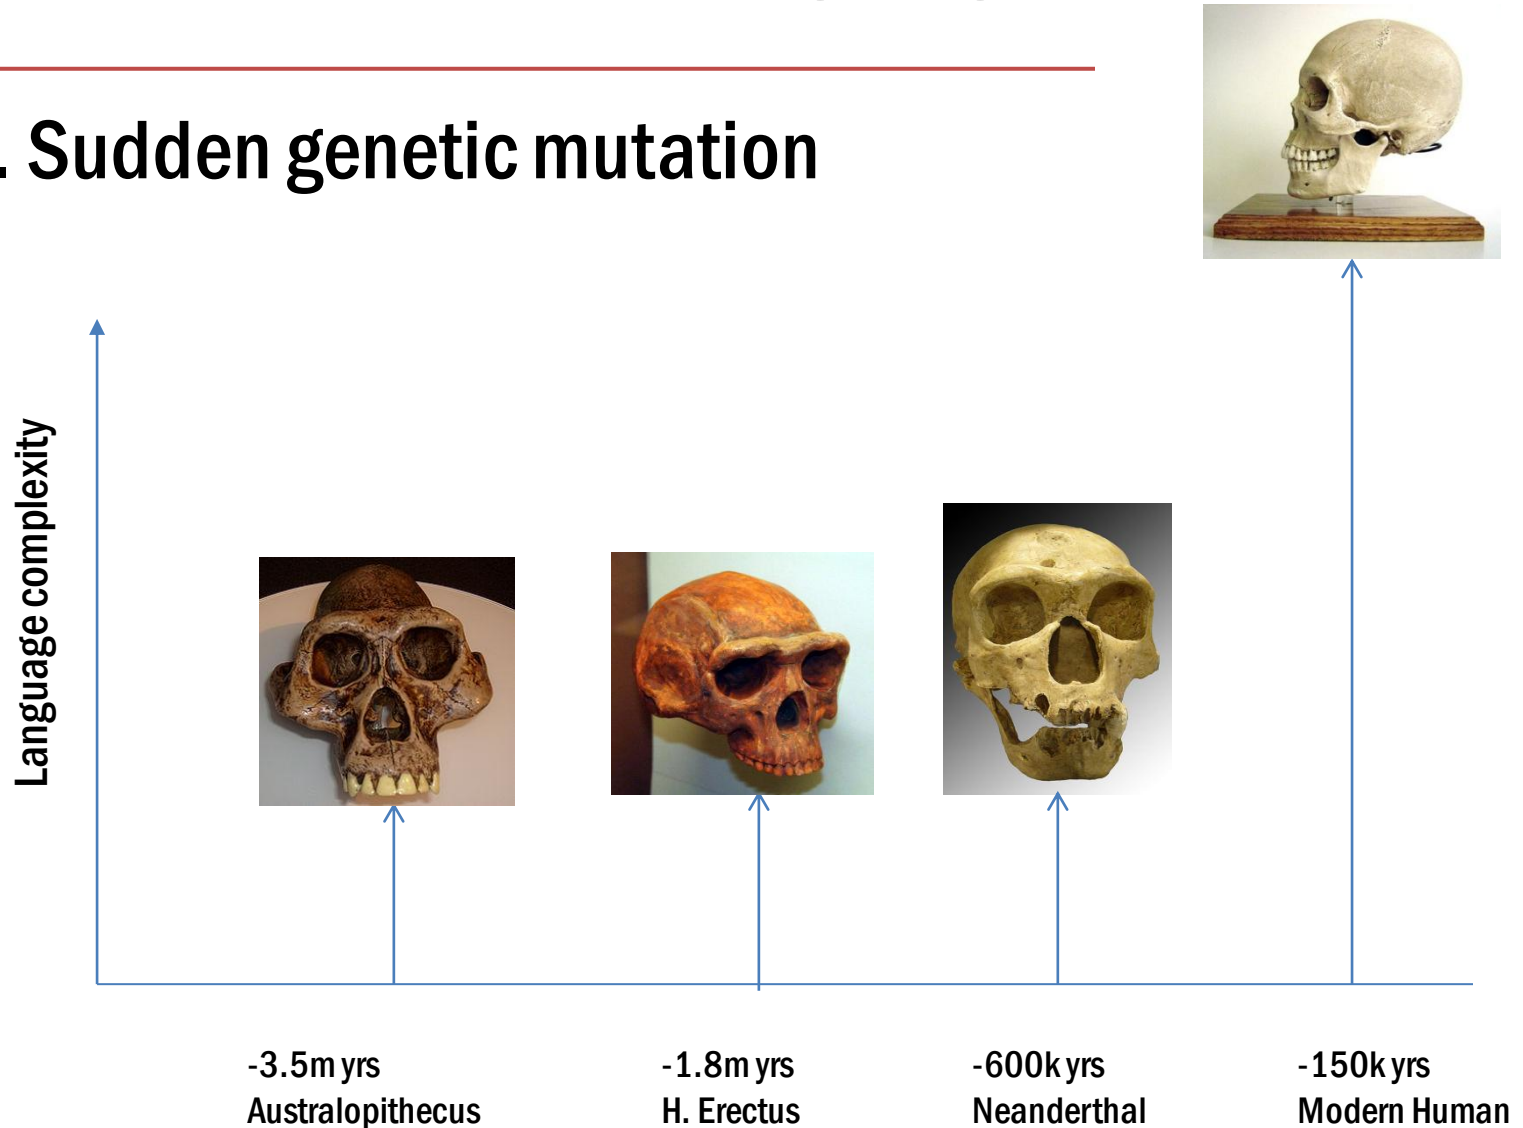 . Sudden genetic mutation
Language complexity
-3.5m yrs
Australopithecus
-1.8m yrs
H. Erectus
-600k yrs
Neanderthal
-150k yrs
Modern Human